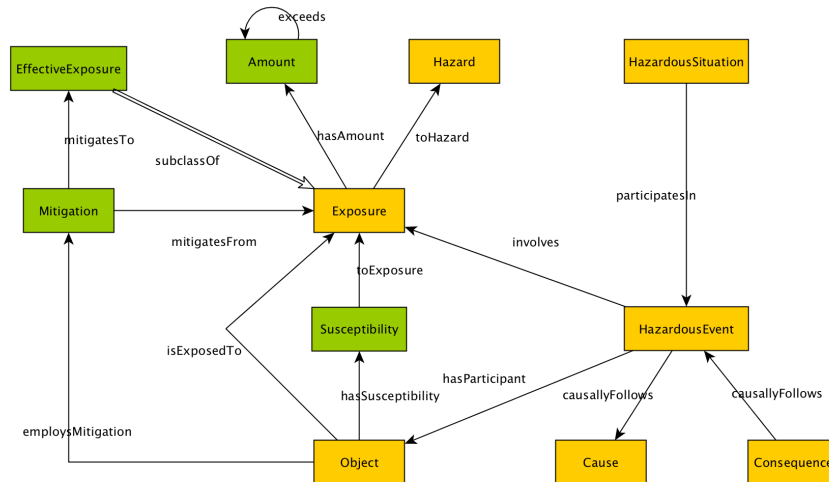 exceeds
EffectiveExposure
Amount
Hazard
HazardousSituation
mitigatesTo
hasAmount
toHazard
subclassOf
Mitigation
Exposure
participatesIn
mitigatesFrom
involves
toExposure
Susceptibility
HazardousEvent
isExposedTo
hasParticipant
hasSusceptibility
causallyFollows
causallyFollows
employsMitigation
Object
Cause
Consequence